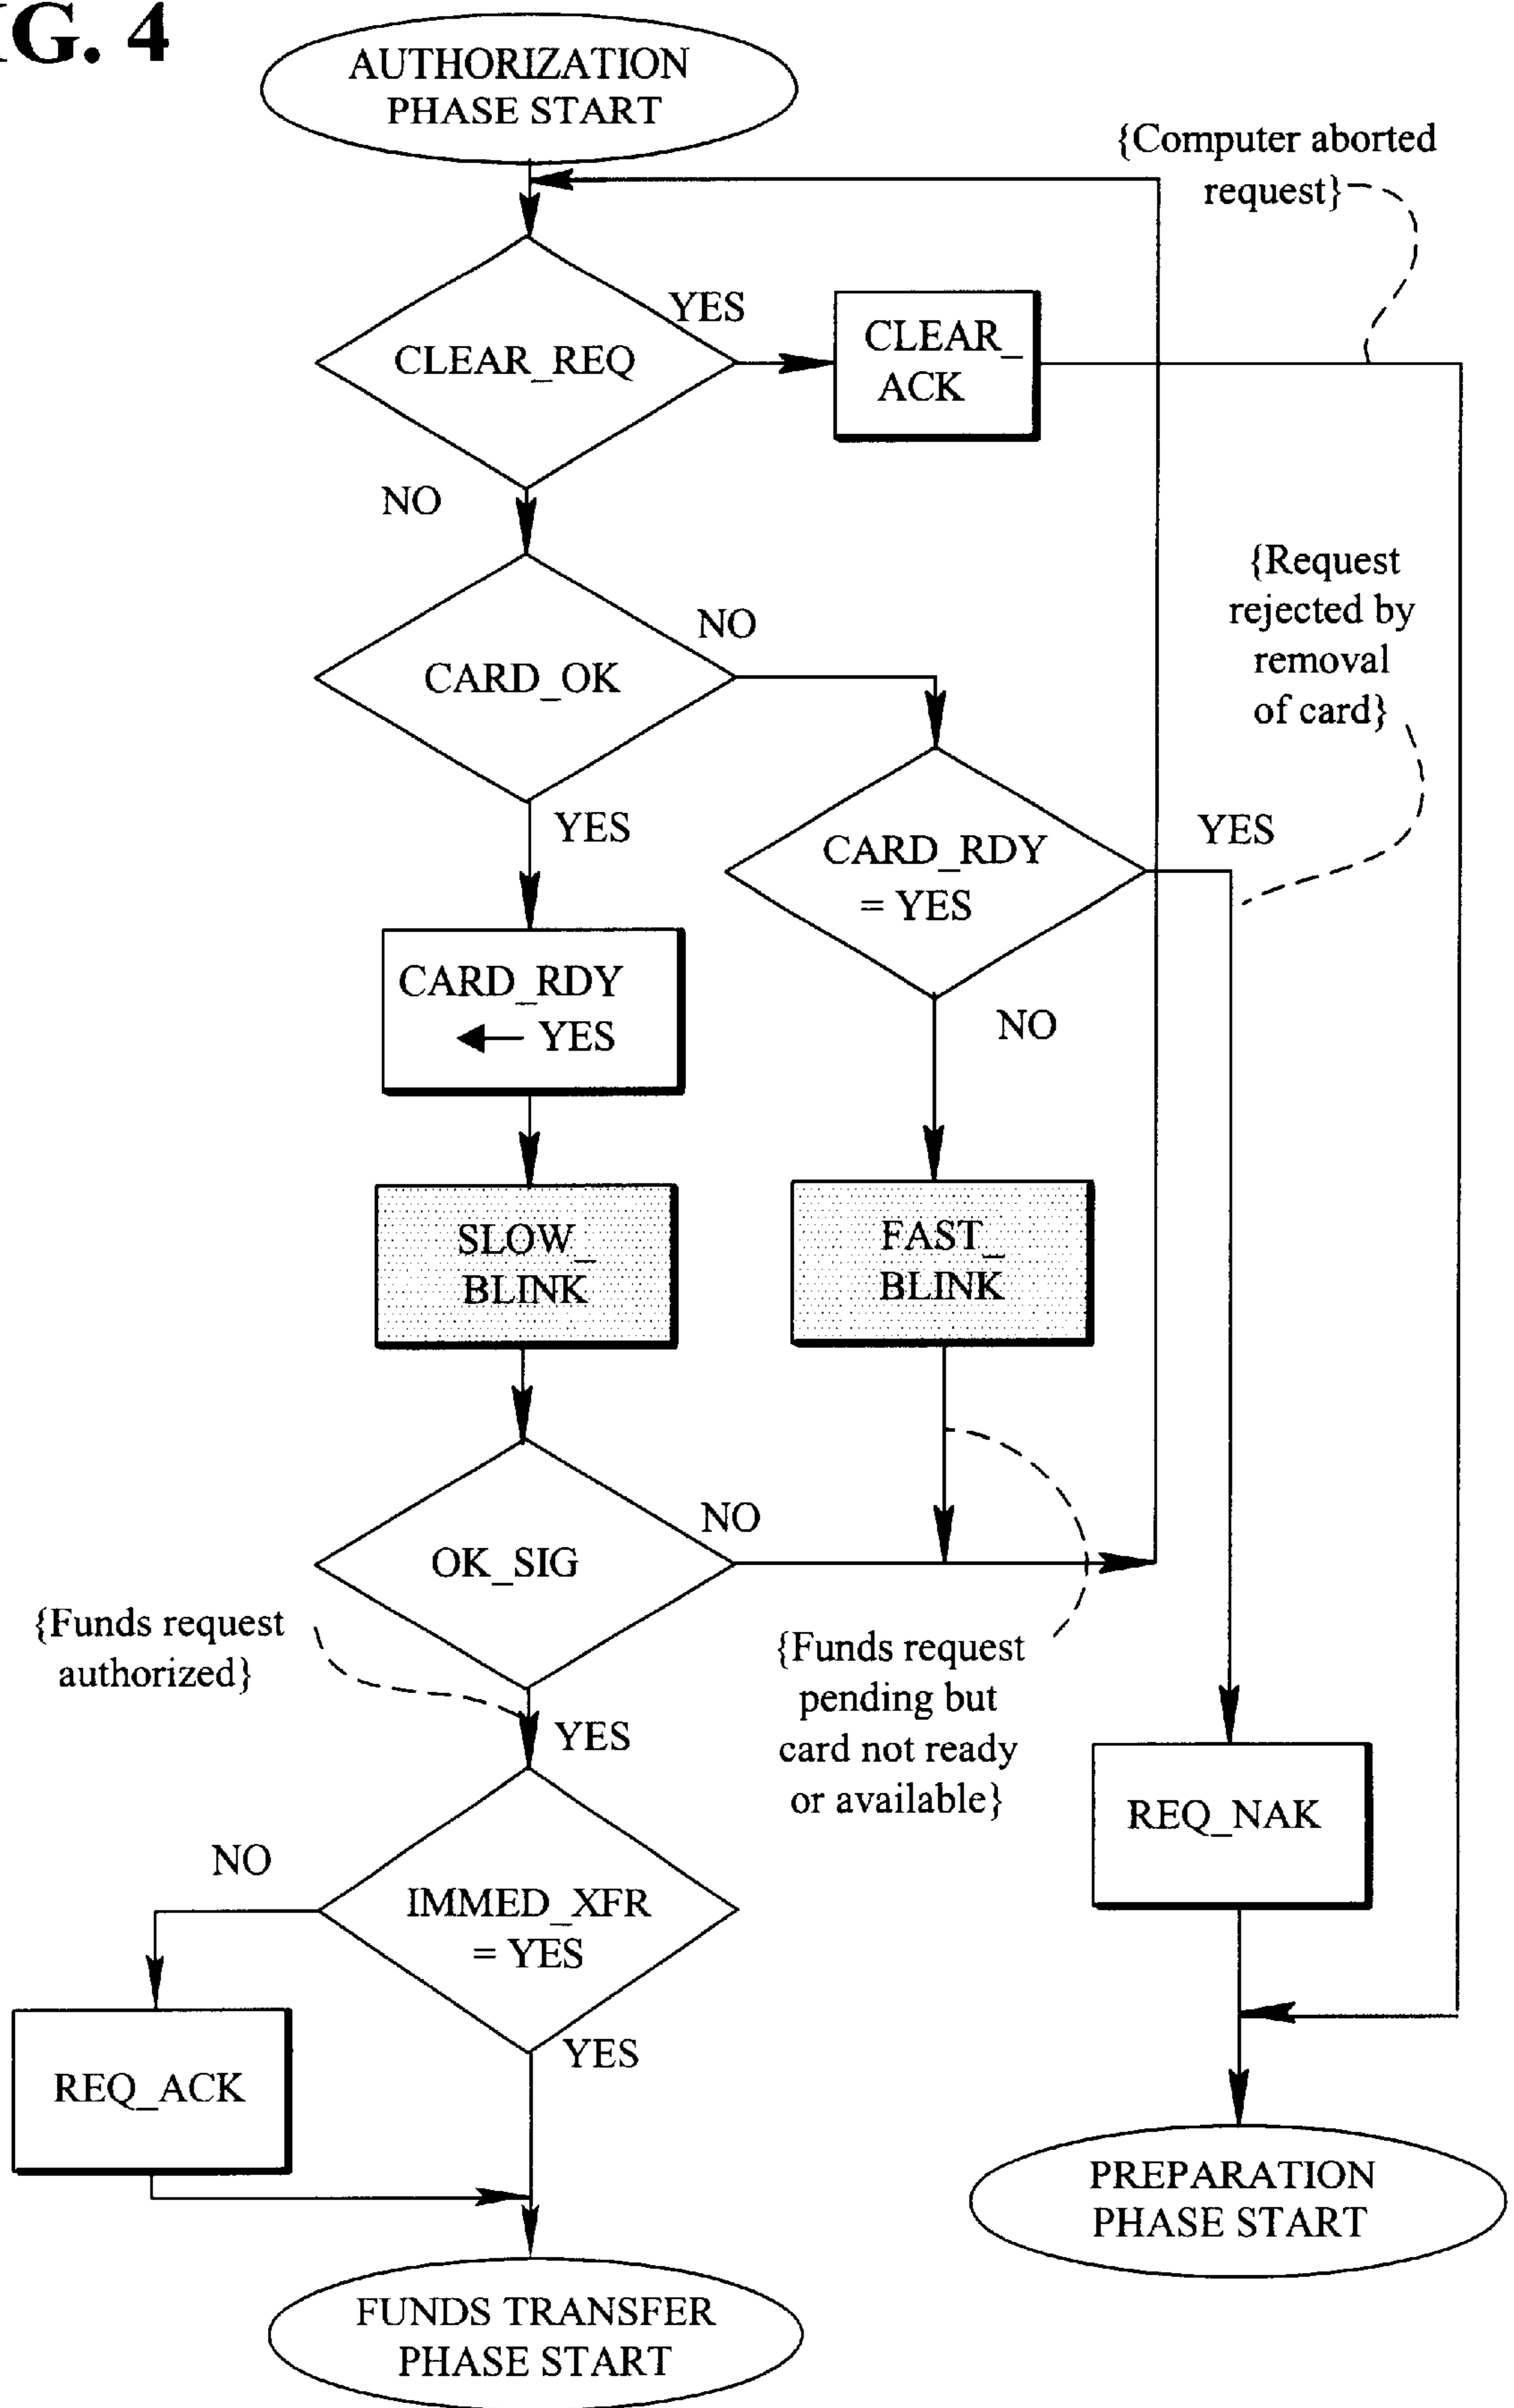 IG. 4
AUTHORIZATION
PHASE START
{Computer aborted
request}
YES
CLEAR_REQ
CLEAR_
ACK
NO
{Request
rejected by
removal
of card}
NO
CARD_OK
YES
CARD_RDY
= YES
YES
CARD_RDY
← YES
NO
SLOW_
BLINK
FAST_
BLINK
NO
OK_SIG
{Funds request
authorized}
{Funds request
pending but
card not ready
or available}
YES
REQ_NAK
NO
IMMED_XFR
= YES
YES
REQ_ACK
PREPARATION
PHASE START
FUNDS TRANSFER
PHASE START